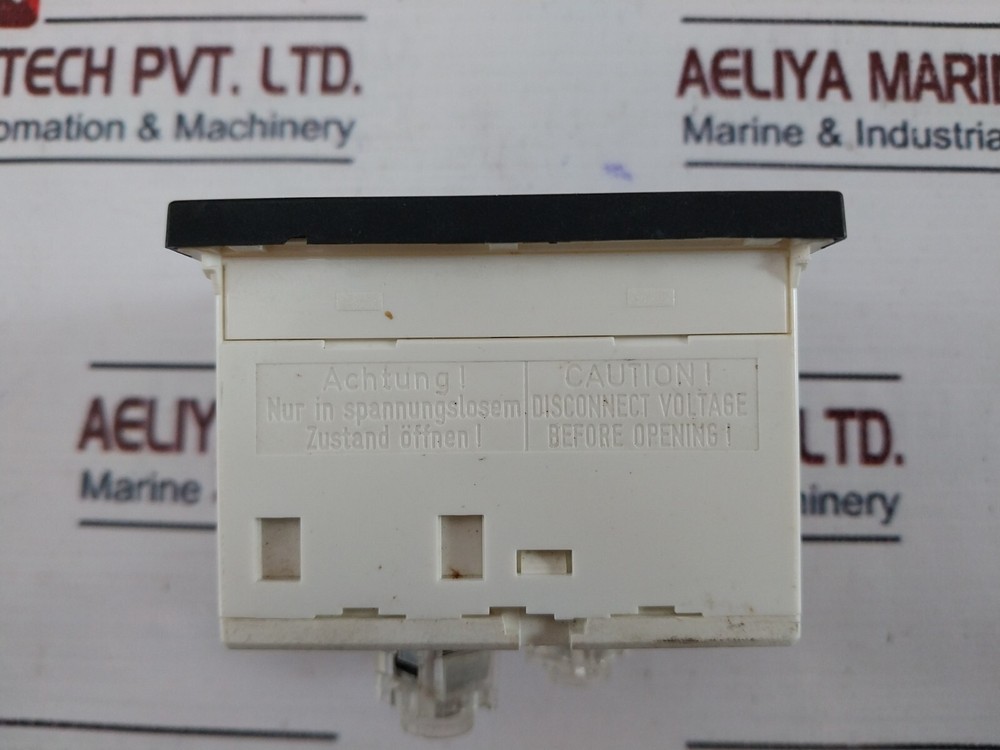 TECH PVT. LTD.
omation & Machinery
AELIYA MARIN
Marine & Industria
Achtung!
Nur in spannungslosem
Zustand öffnen!
CAUTION!
DISCONNECT VOLTAGE
BEFORE OPENING!
AELIY
Marine
LTD.
inery